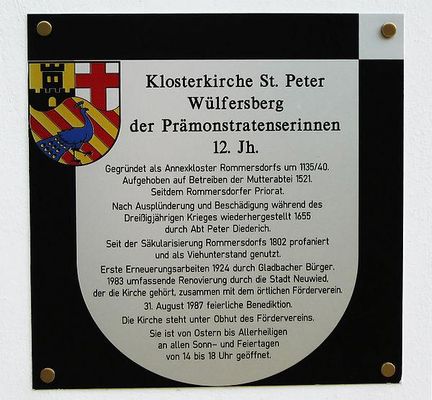 Klosterkirche St. Peter
Wülfersberg
der Prämonstratenserinnen
12. Jh.
Gegründet als Annexkloster Rommersdorfs um 1135/40.
Aufgehoben auf Betreiben der Mutterabtei 1521.
Seitdem Rommersdorfer Priorat.
Nach Ausplünderung und Beschädigung während des
Dreißigjährigen Krieges wiederhergestellt 1655
durch Abt Peter Diederich.
Seit der Säkularisierung Rommersdorfs 1802 profaniert
und als Viehunterstand genutzt.
Erste Erneuerungsarbeiten 1924 durch Gladbacher Bürger.
1983 umfassende Renovierung durch die Stadt Neuwied,
der die Kirche gehört, zusammen mit dem örtlichen Förderverein.
31. August 1987 feierliche Benediktion.
Die Kirche steht unter Obhut des Fördervereins.
Sie ist von Ostern bis Allerheiligen
an allen Sonn- und Feiertagen
von 14 bis 18 Uhr geöffnet.